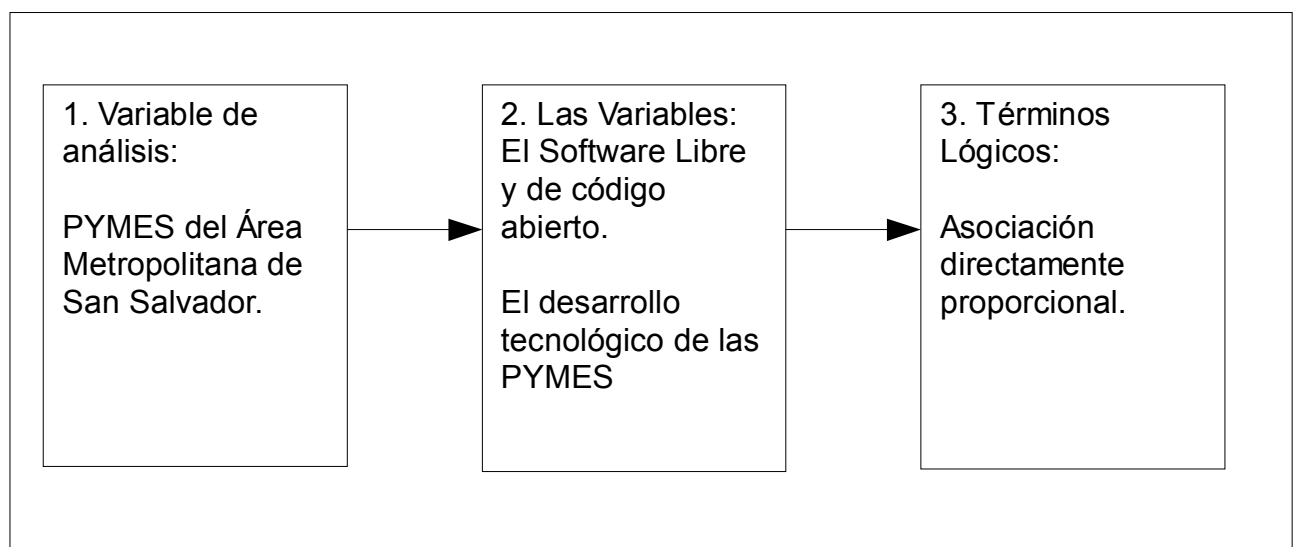 1. Variable de
análisis:
PYMES del Área
Metropolitana de
San Salvador.
2. Las Variables:
El Software Libre
y de código
abierto.
El desarrollo
tecnológico de las
PYMES
3. Términos
Lógicos:
Asociación
directamente
proporcional.